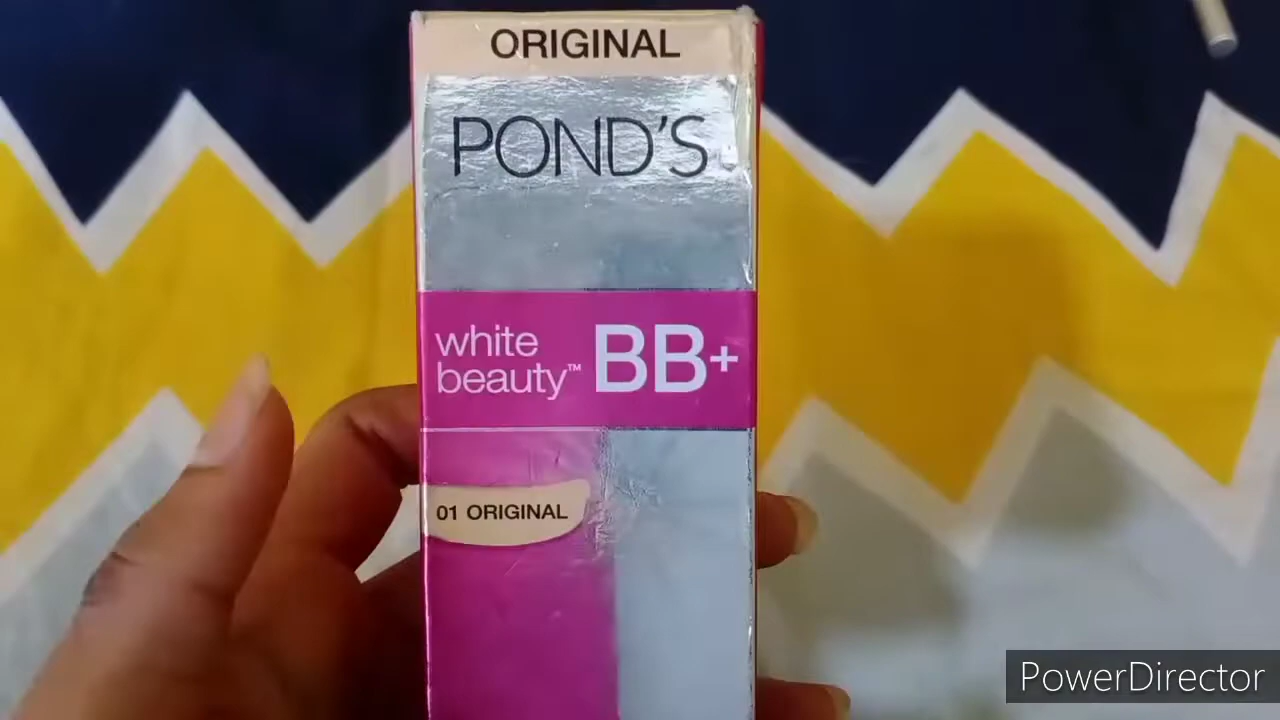 ORIGINAL
POND'S
white
beauty™ BB+
01 ORIGINAL
PowerDirector